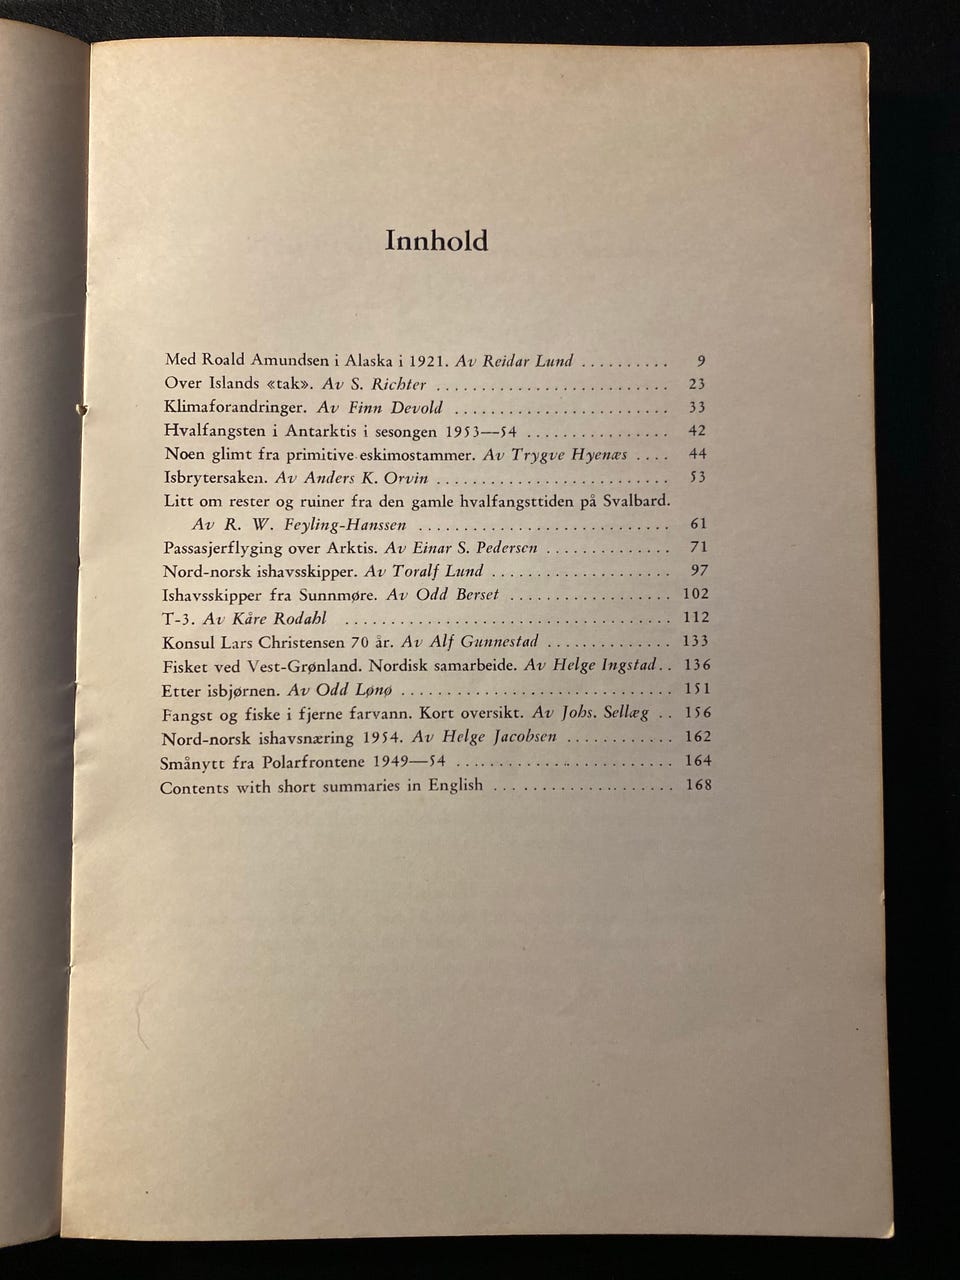 Innhold
Med Roald Amundsen i Alaska i 1921. Av Reidar Lund .......... 9
Over Islands «tak». Av S. Richter .......................... 23
Klimaforandringer. Av Finn Devold ........................ 33
Hvalfangsten i Antarktis i sesongen 1953—54 ................ 42
Noen glimt fra primitive eskimostammer. Av Trygve Hyenæs .... 44
Isbrytersaken. Av Anders K. Orvin .......................... 53
Litt om rester og ruiner fra den gamle hvalfangsttiden på Svalbard.
Av R. W. Feyling-Hanssen ............................ 61
Passasjerflyging over Arktis. Av Einar S. Pedersen .............. 71
Nord-norsk ishavsskipper. Av Toralf Lund .................... 97
Ishavsskipper fra Sunnmøre. Av Odd Berset .................. 102
T-3. Av Kåre Rodahl .................................... 112
Konsul Lars Christensen 70 år. Av Alf Gunnestad .............. 133
Fisket ved Vest-Grønland. Nordisk samarbeide. Av Helge Ingstad.. 136
Etter isbjørnen. Av Odd Lønø .............................. 151
Fangst og fiske i fjerne farvann. Kort oversikt. Av Johs. Sellæg .. 156
Nord-norsk ishavsnæring 1954. Av Helge Jacobsen ............ 162
Smånytt fra Polarfrontene 1949—54 ........................ 164
Contents with short summaries in English .................... 168